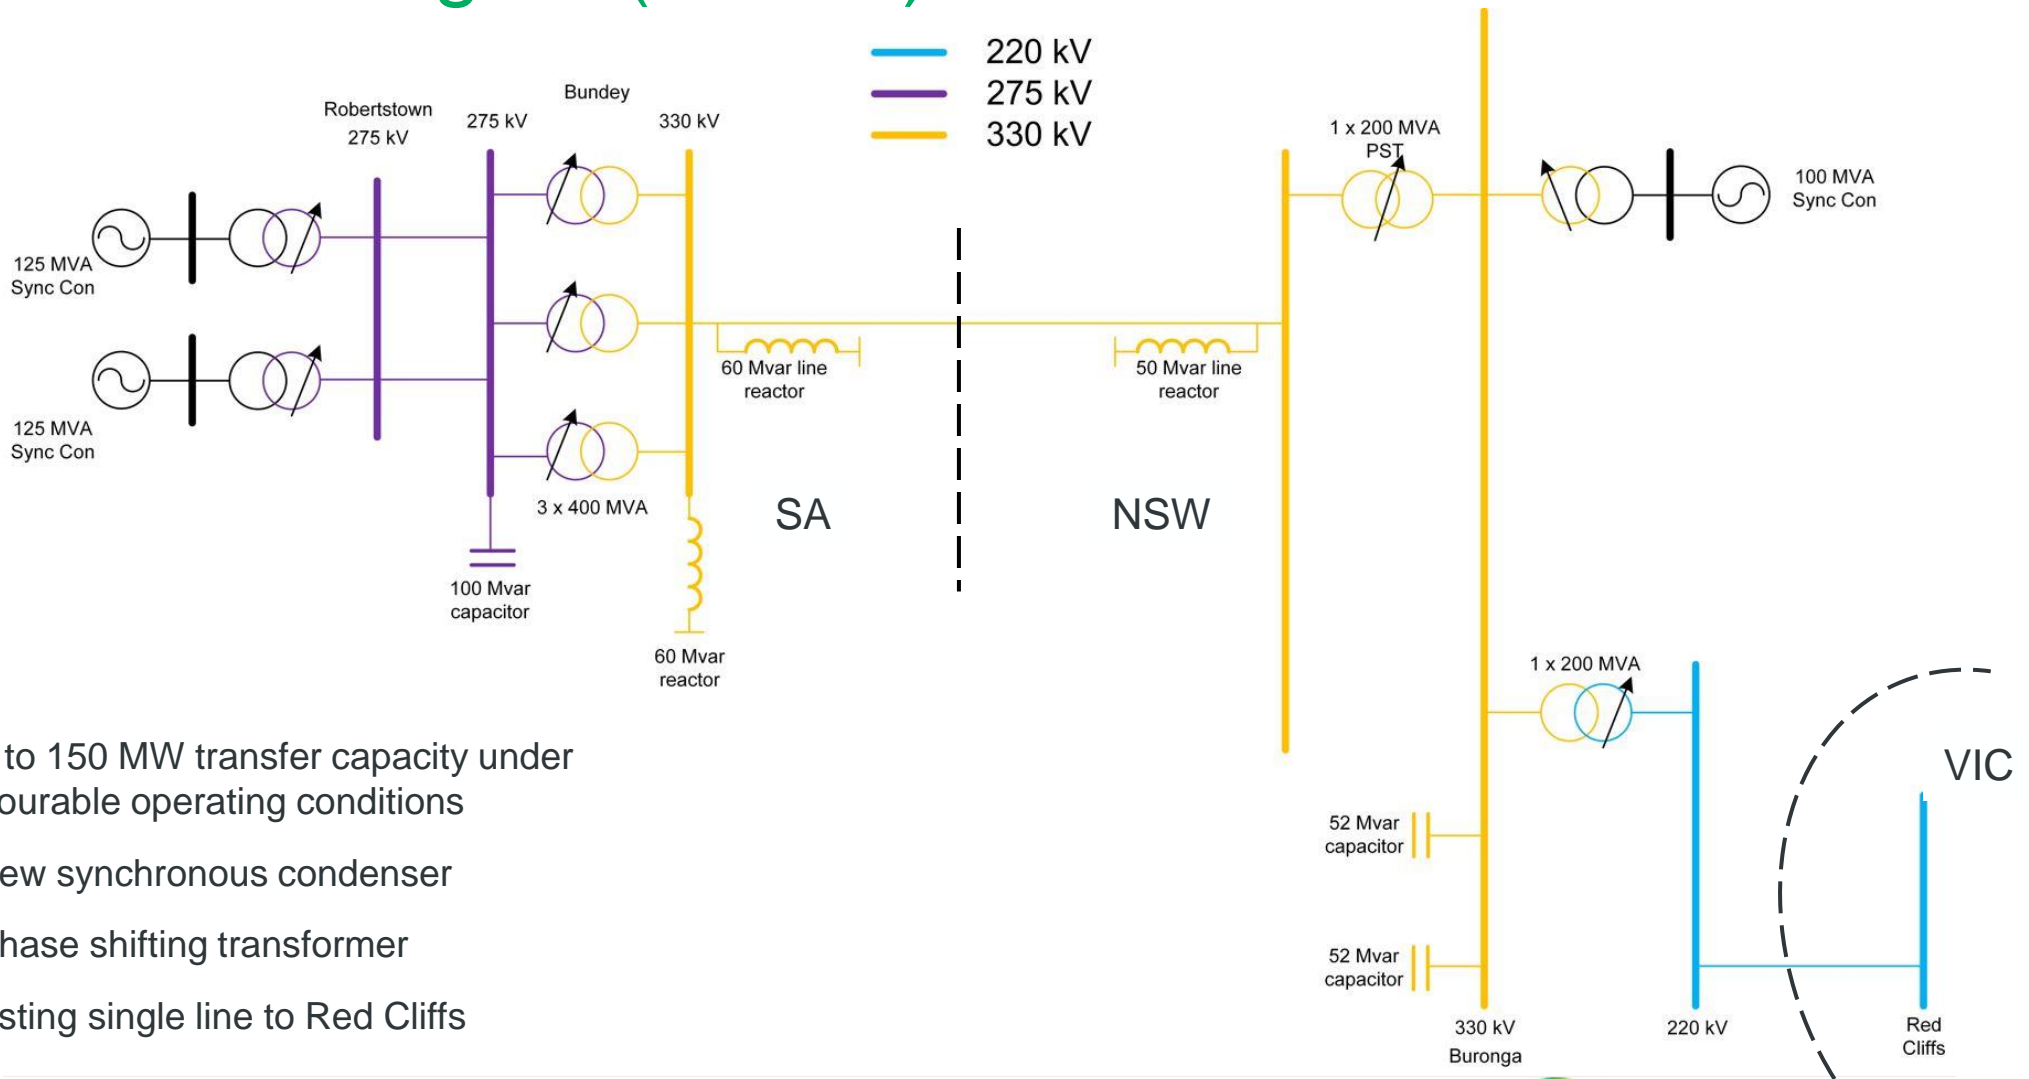 220 kV
275 kV
330 kV
Robertstown
275 kV
275 kV
Bundey
330 kV
1 x 200 MVA
PST
100 MVA
Sync Con
125 MVA
Sync Con
125 MVA
Sync Con
60 Mvar line
reactor
50 Mvar line
reactor
3 x 400 MVA
SA
NSW
100 Mvar
capacitor
60 Mvar
reactor
1 x 200 MVA
VIC
to 150 MW transfer capacity under
ourable operating conditions
ew synchronous condenser
hase shifting transformer
sting single line to Red Cliffs
52 Mvar
capacitor
52 Mvar
capacitor
330 kV
Buronga
220 kV
Red
Cliffs